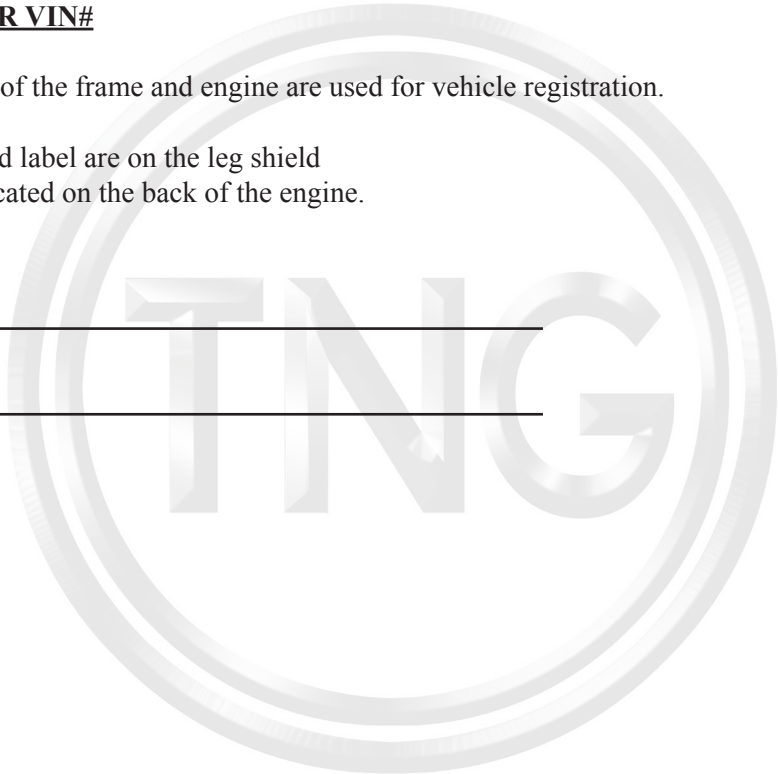 R VIN#
of the frame and engine are used for vehicle registration.
d label are on the leg shield
cated on the back of the engine.
TNG